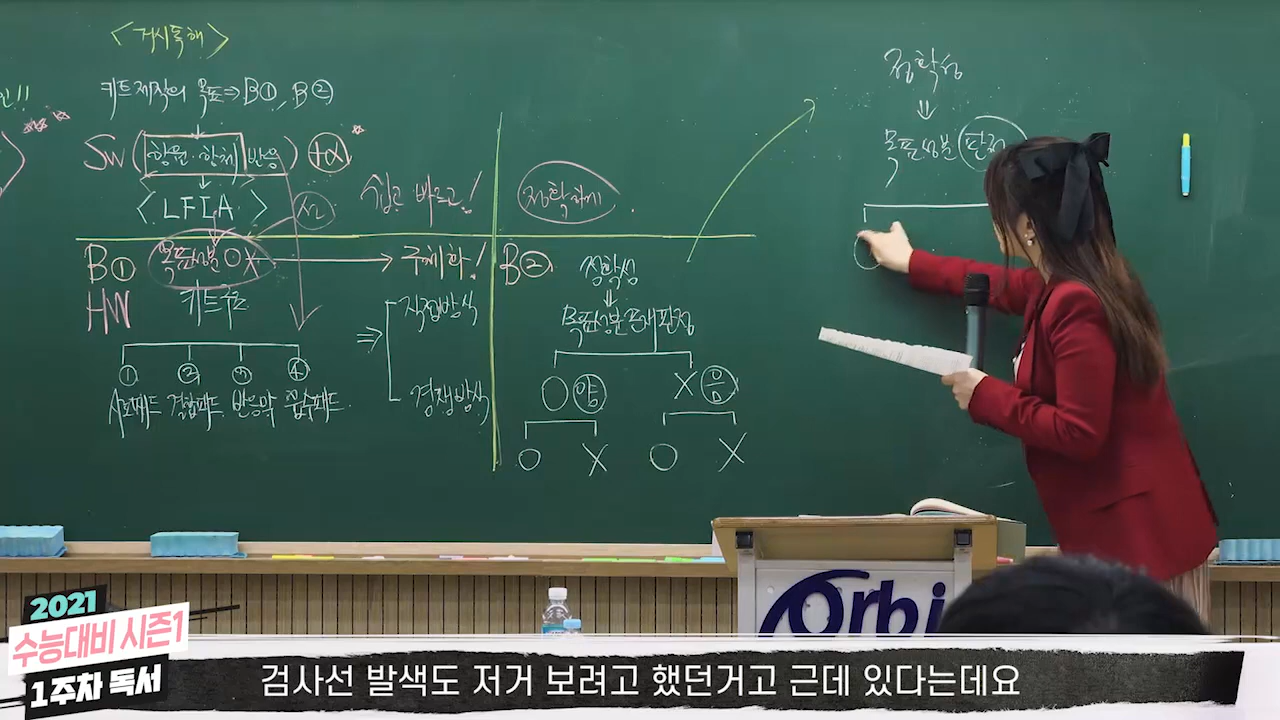 <거시독해>
키트제작의 목표⇒B①, B②
SW(항원·항체 반응) +α
<LFIA>
쉽고 빠르고!
정확하게
B① 목표성분 O X → 구체화!
HW 키트구조
① ② ③ ④
시료패드 결합패드 반응막 흡수패드
⇒ 직접방식
경쟁방식
B② 정확성
⇓
목표성분 존재 판정
O 양 X 음
O X O X
정확성
⇓
목표성분 판정
Orbi
2021
수능대비 시즌1
1주차 독서
검사선 발색도 저거 보려고 했던거고 근데 있다는데요